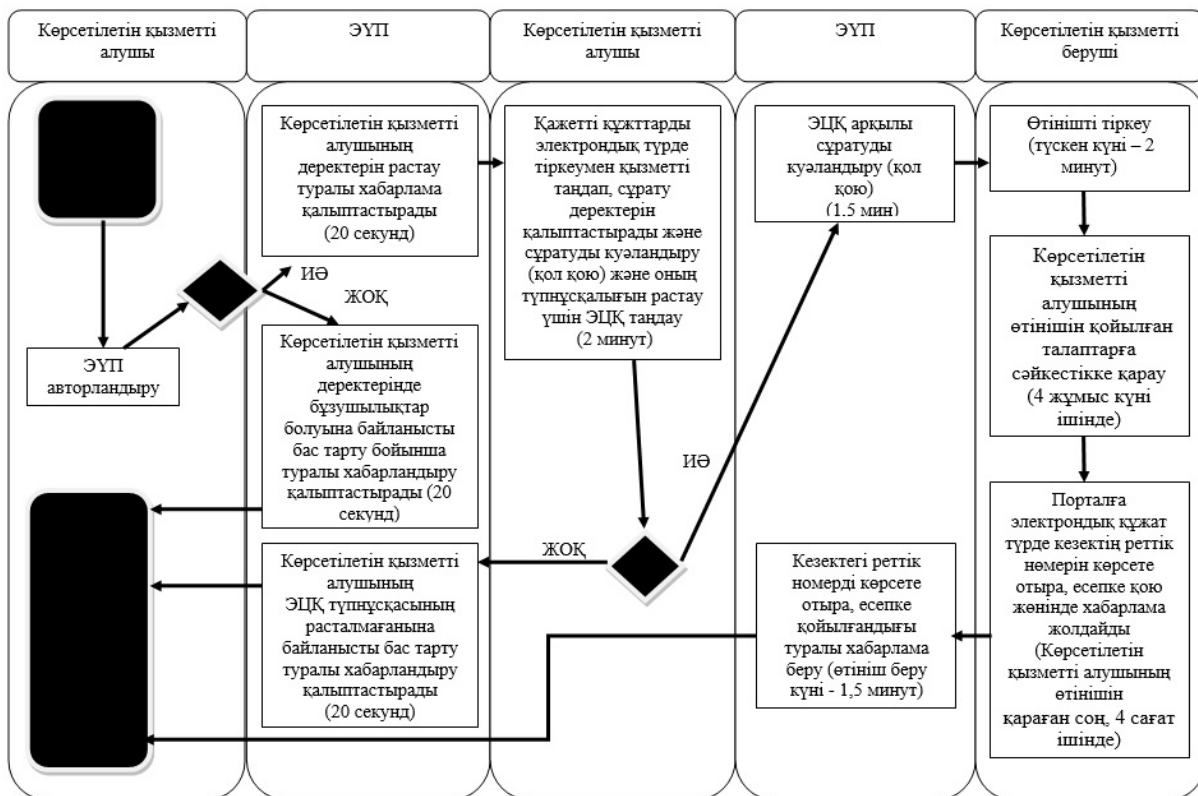 Көрсетілетін қызметті
алушы
ЭҮП
Көрсетілетін қызметті
алушы
ЭҮП
Көрсетілетін қызметті
беруші
ЭҮП
авторландыру
ИӘ
ЖОҚ
Көрсетілетін қызметті
алушының
деректерін растау
туралы хабарлама
қалыптастырады
(20 секунд)
Көрсетілетін қызметті
алушының
деректерінде
бұзушылықтар
болуына байланысты
бас тарту бойынша
туралы хабарландыру
қалыптастырады (20
секунд)
Көрсетілетін қызметті
алушының
ЭЦҚ түпнұсқасының
расталмағанына
байланысты бас тарту
туралы хабарландыру
қалыптастырады
(20 секунд)
Қажетті құжттарды
электрондық түрде
тіркеумен қызметті
таңдап, сұрату
деректерін
қалыптастырады және
сұратуды куәландыру
(қол қою) және оның
түпнұсқалығын растау
үшін ЭЦҚ таңдау
(2 минут)
ИӘ
ЖОҚ
ЭЦҚ арқылы
сұратуды
куәландыру (қол
қою)
(1.5 мин)
Кезектегі реттік
номерді көрсете
отыра, есепке
қойылғандығы
туралы хабарлама
беру (өтініш беру
күні - 1,5 минут)
Өтінішті тіркеу
(түскен күні – 2
минут)
Көрсетілетін
қызметті
алушының
өтінішін қойылған
талаптарға
сәйкестікке қарау
(4 жұмыс күні
ішінде)
Порталға
электрондық құжат
түрде кезектің реттік
нөмерін көрсете
отыра, есепке қою
жөнінде хабарлама
жолдайды
(Көрсетілетін
қызметті алушының
өтінішін
қараған соң, 4 сағат
ішінде)